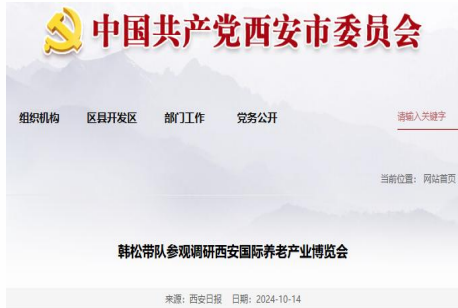 中国共产党西安市委员会
组织机构 区县开发区 部门工作 党务公开 请输入关键字
当前位置： 网站首页
韩松带队参观调研西安国际养老产业博览会
来源：西安日报 日期：2024-10-14